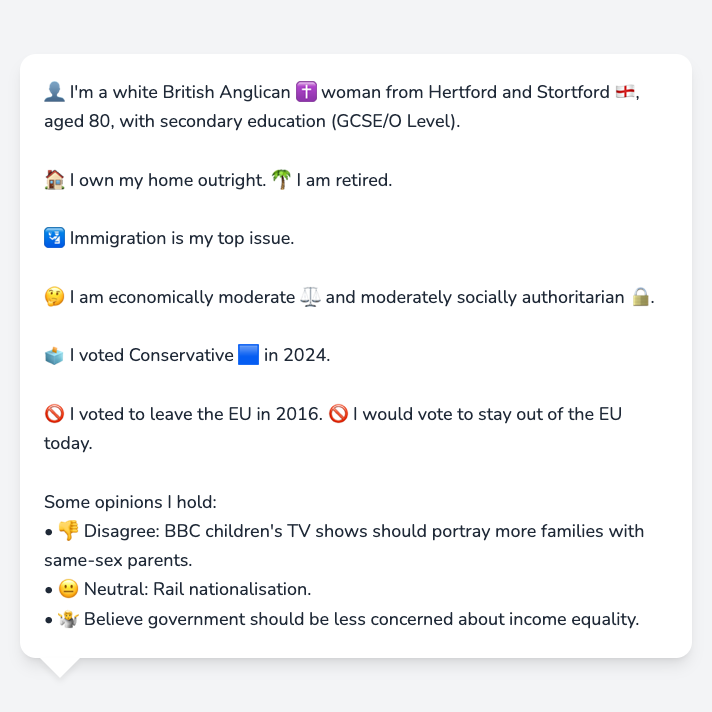 👤 I'm a white British Anglican ✝️ woman from Hertford and Stortford 🏴󠁧󠁢󠁥󠁮󠁧󠁿,
aged 80, with secondary education (GCSE/O Level).
🏠 I own my home outright. 🌴 I am retired.
🛂 Immigration is my top issue.
🤔 I am economically moderate ⚖️ and moderately socially authoritarian 🔒.
🗳️ I voted Conservative 🟦 in 2024.
🚫 I voted to leave the EU in 2016. 🚫 I would vote to stay out of the EU
today.
Some opinions I hold:
• 👎 Disagree: BBC children's TV shows should portray more families with
same-sex parents.
• 😐 Neutral: Rail nationalisation.
• 🤷 Believe government should be less concerned about income equality.